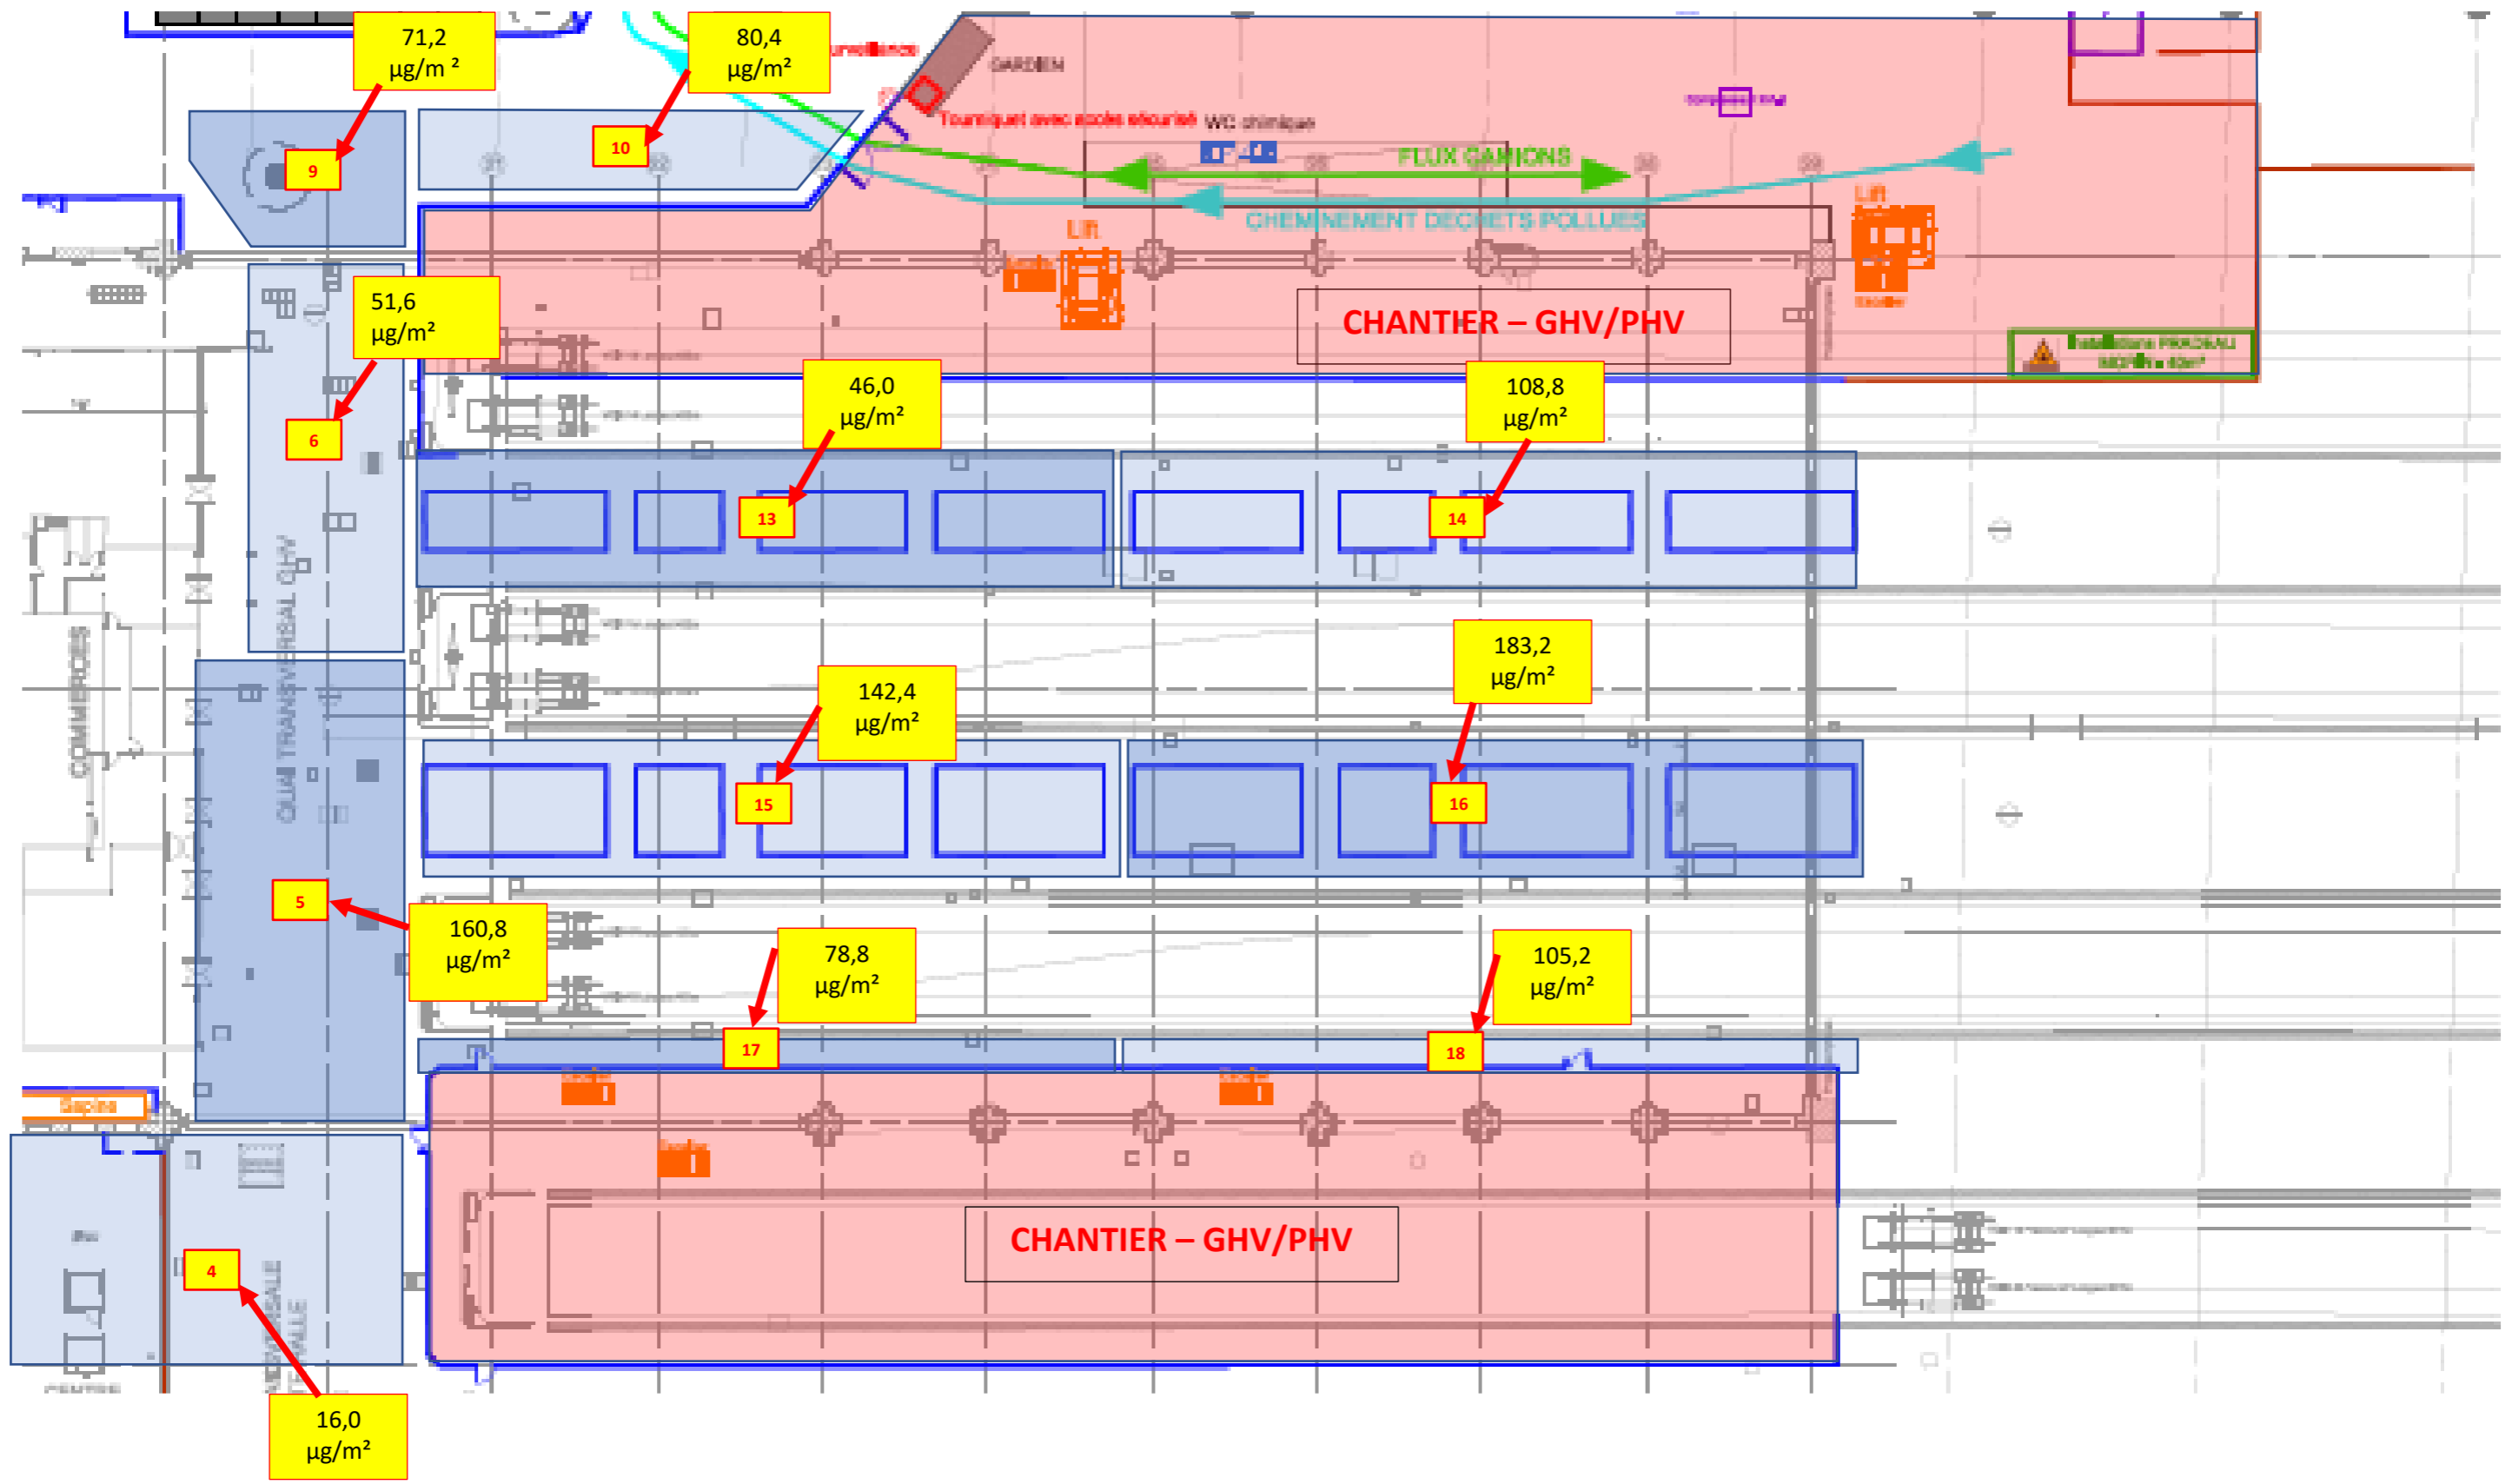 71,2
µg/m ²
80,4
µg/m²
GARDIEN
Tourniquet avec accès sécurisé
WC chimique
9
10
FLUX CAMIONS
CHEMINEMENT DECHETS POLLUES
Lift
Lift
51,6
µg/m²
CHANTIER – GHV/PHV
6
46,0
µg/m²
108,8
µg/m²
13
14
QUAI TRANSVERSAL
COMMERCES
183,2
µg/m²
142,4
µg/m²
15
16
5
160,8
µg/m²
78,8
µg/m²
105,2
µg/m²
17
18
CHANTIER – GHV/PHV
4
16,0
µg/m²